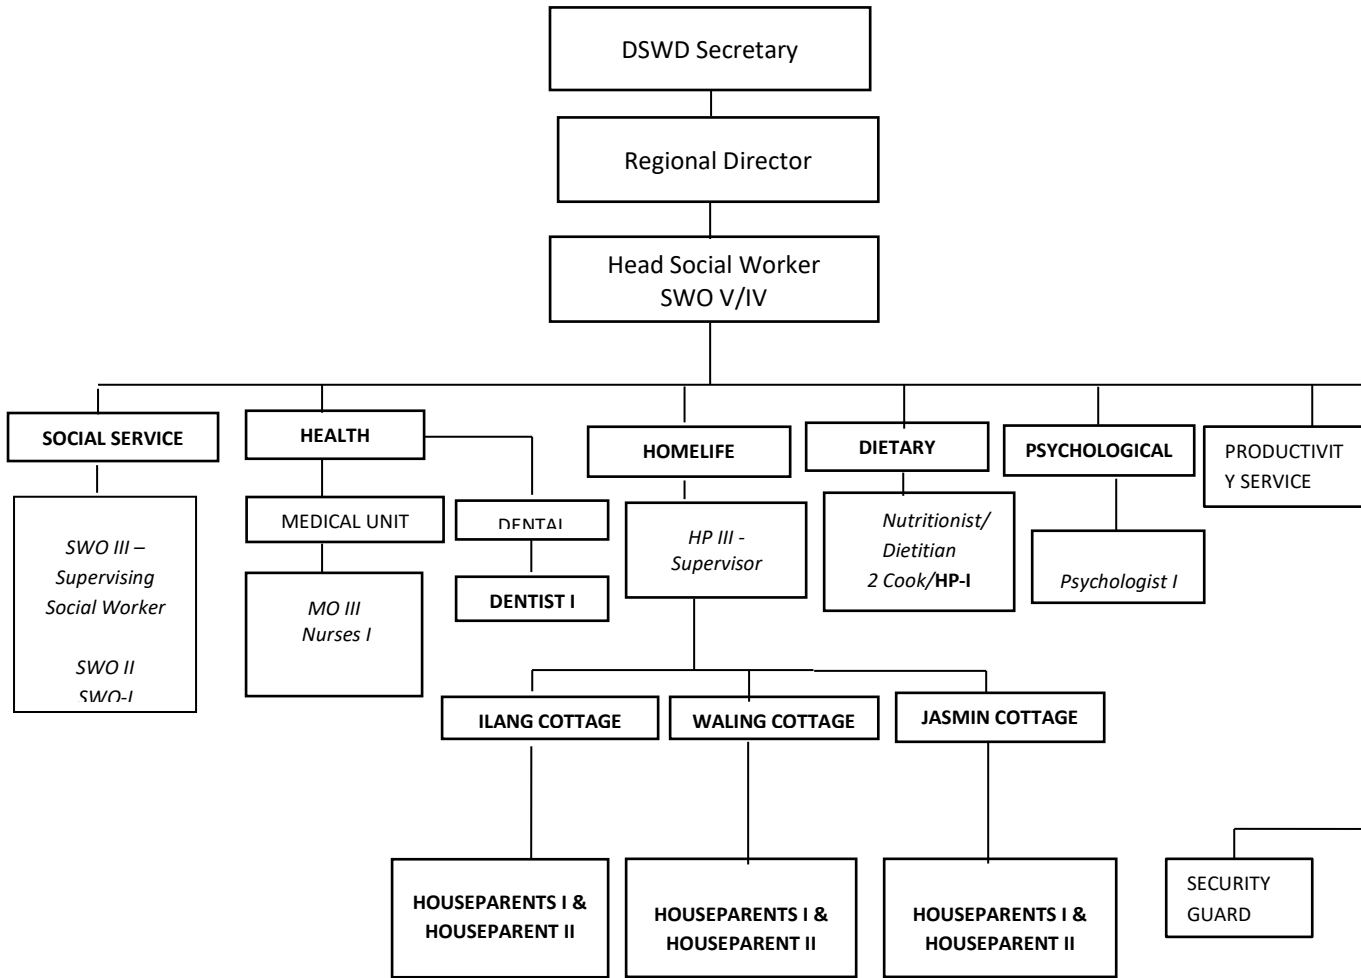 DSWD Secretary
Regional Director
Head Social Worker
SWO V/IV
SOCIAL SERVICE
HEALTH
HOMELIFE
DIETARY
PSYCHOLOGICAL
PRODUCTIVIT
Y SERVICE
SWO III –
Supervising
Social Worker
SWO II
SWO-I
MEDICAL UNIT
DENTAL
MO III
Nurses I
DENTIST I
HP III -
Supervisor
Nutritionist/
Dietitian
2 Cook/HP-I
Psychologist I
ILANG COTTAGE
WALING COTTAGE
JASMIN COTTAGE
HOUSEPARENTS I &
HOUSEPARENT II
HOUSEPARENTS I &
HOUSEPARENT II
HOUSEPARENTS I &
HOUSEPARENT II
SECURITY
GUARD